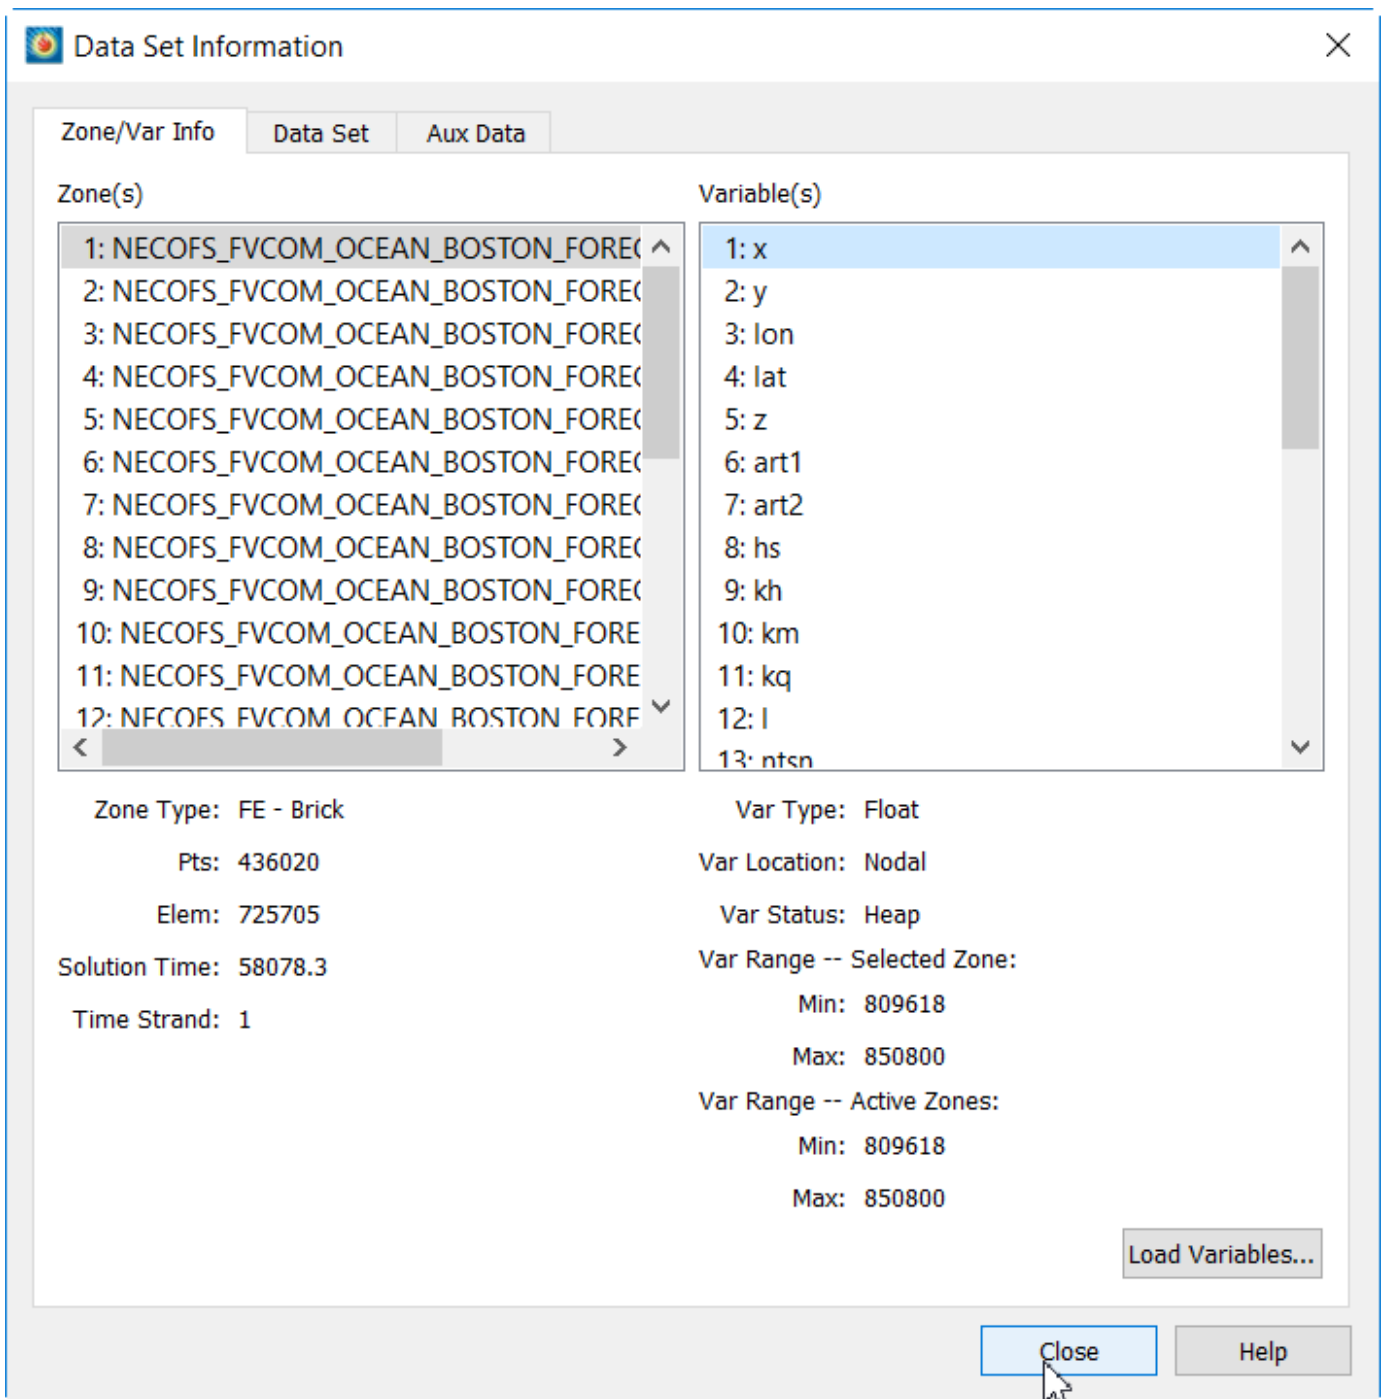 Data Set Information
Zone/Var Info Data Set Aux Data
Zone(s)
1: NECOFS_FVCOM_OCEAN_BOSTON_FOREC
2: NECOFS_FVCOM_OCEAN_BOSTON_FOREC
3: NECOFS_FVCOM_OCEAN_BOSTON_FOREC
4: NECOFS_FVCOM_OCEAN_BOSTON_FOREC
5: NECOFS_FVCOM_OCEAN_BOSTON_FOREC
6: NECOFS_FVCOM_OCEAN_BOSTON_FOREC
7: NECOFS_FVCOM_OCEAN_BOSTON_FOREC
8: NECOFS_FVCOM_OCEAN_BOSTON_FOREC
9: NECOFS_FVCOM_OCEAN_BOSTON_FOREC
10: NECOFS_FVCOM_OCEAN_BOSTON_FORE
11: NECOFS_FVCOM_OCEAN_BOSTON_FORE
12: NECOFS_FVCOM_OCEAN_BOSTON_FORE
Zone Type: FE - Brick
Pts: 436020
Elem: 725705
Solution Time: 58078.3
Time Strand: 1
Variable(s)
1: x
2: y
3: lon
4: lat
5: z
6: art1
7: art2
8: hs
9: kh
10: km
11: kq
12: l
13: ntsn
Var Type: Float
Var Location: Nodal
Var Status: Heap
Var Range -- Selected Zone:
Min: 809618
Max: 850800
Var Range -- Active Zones:
Min: 809618
Max: 850800
Load Variables...
Close Help